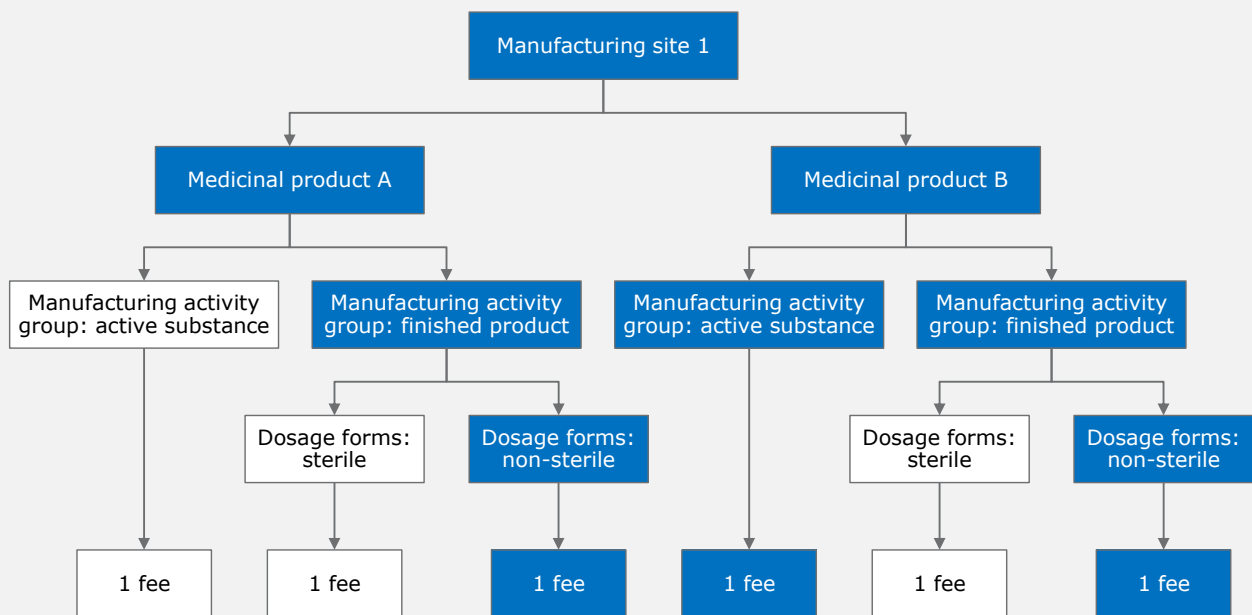 Manufacturing site 1
Medicinal product A
Medicinal product B
Manufacturing activity
group: active substance
Manufacturing activity
group: finished product
Manufacturing activity
group: active substance
Manufacturing activity
group: finished product
Dosage forms:
sterile
Dosage forms:
non-sterile
Dosage forms:
sterile
Dosage forms:
non-sterile
1 fee
1 fee
1 fee
1 fee
1 fee
1 fee